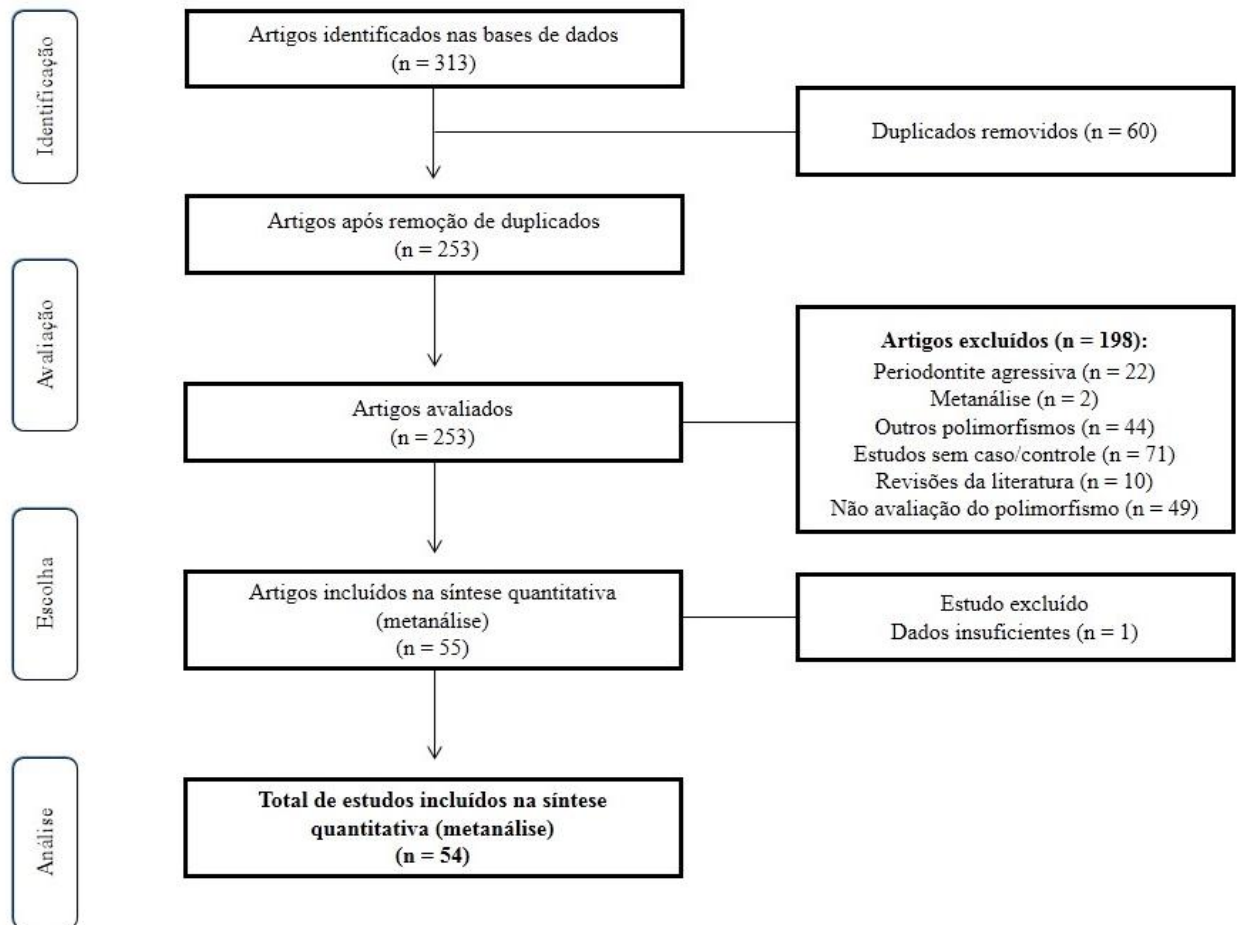 Identificação
Artigos identificados nas bases de dados
(n = 313)
Duplicados removidos (n = 60)
Artigos após remoção de duplicados
(n = 253)
Avaliação
Artigos avaliados
(n = 253)
Artigos excluídos (n = 198):
Periodontite agressiva (n = 22)
Metanálise (n = 2)
Outros polimorfismos (n = 44)
Estudos sem caso/controle (n = 71)
Revisões da literatura (n = 10)
Não avaliação do polimorfismo (n = 49)
Escolha
Artigos incluídos na síntese quantitativa
(metanálise)
(n = 55)
Estudo excluído
Dados insuficientes (n = 1)
Análise
Total de estudos incluídos na síntese
quantitativa (metanálise)
(n = 54)